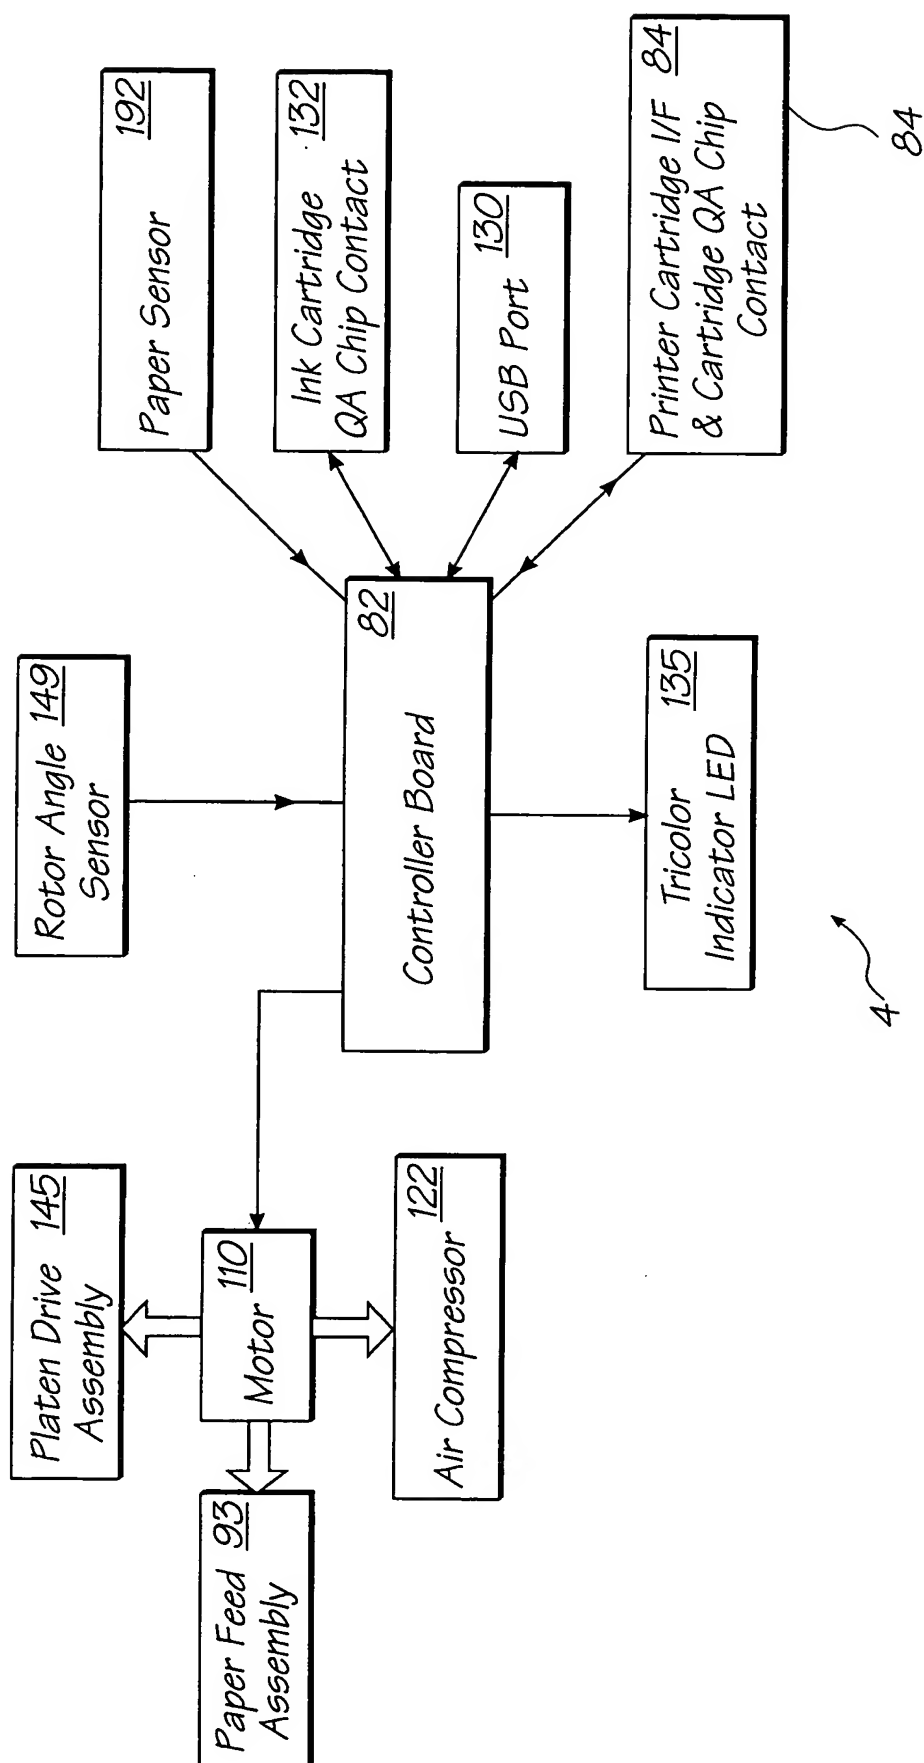 Platen Drive 145
Assembly
Rotor Angle 149
Sensor
Paper Sensor
192
Ink Cartridge 132
QA Chip Contact
Paper Feed 93
Assembly
Motor 110
Controller Board
82
USB Port 130
Air Compressor 122
Tricolor 135
Indicator LED
Printer Cartridge I/F 84
& Cartridge QA Chip
Contact
84
4